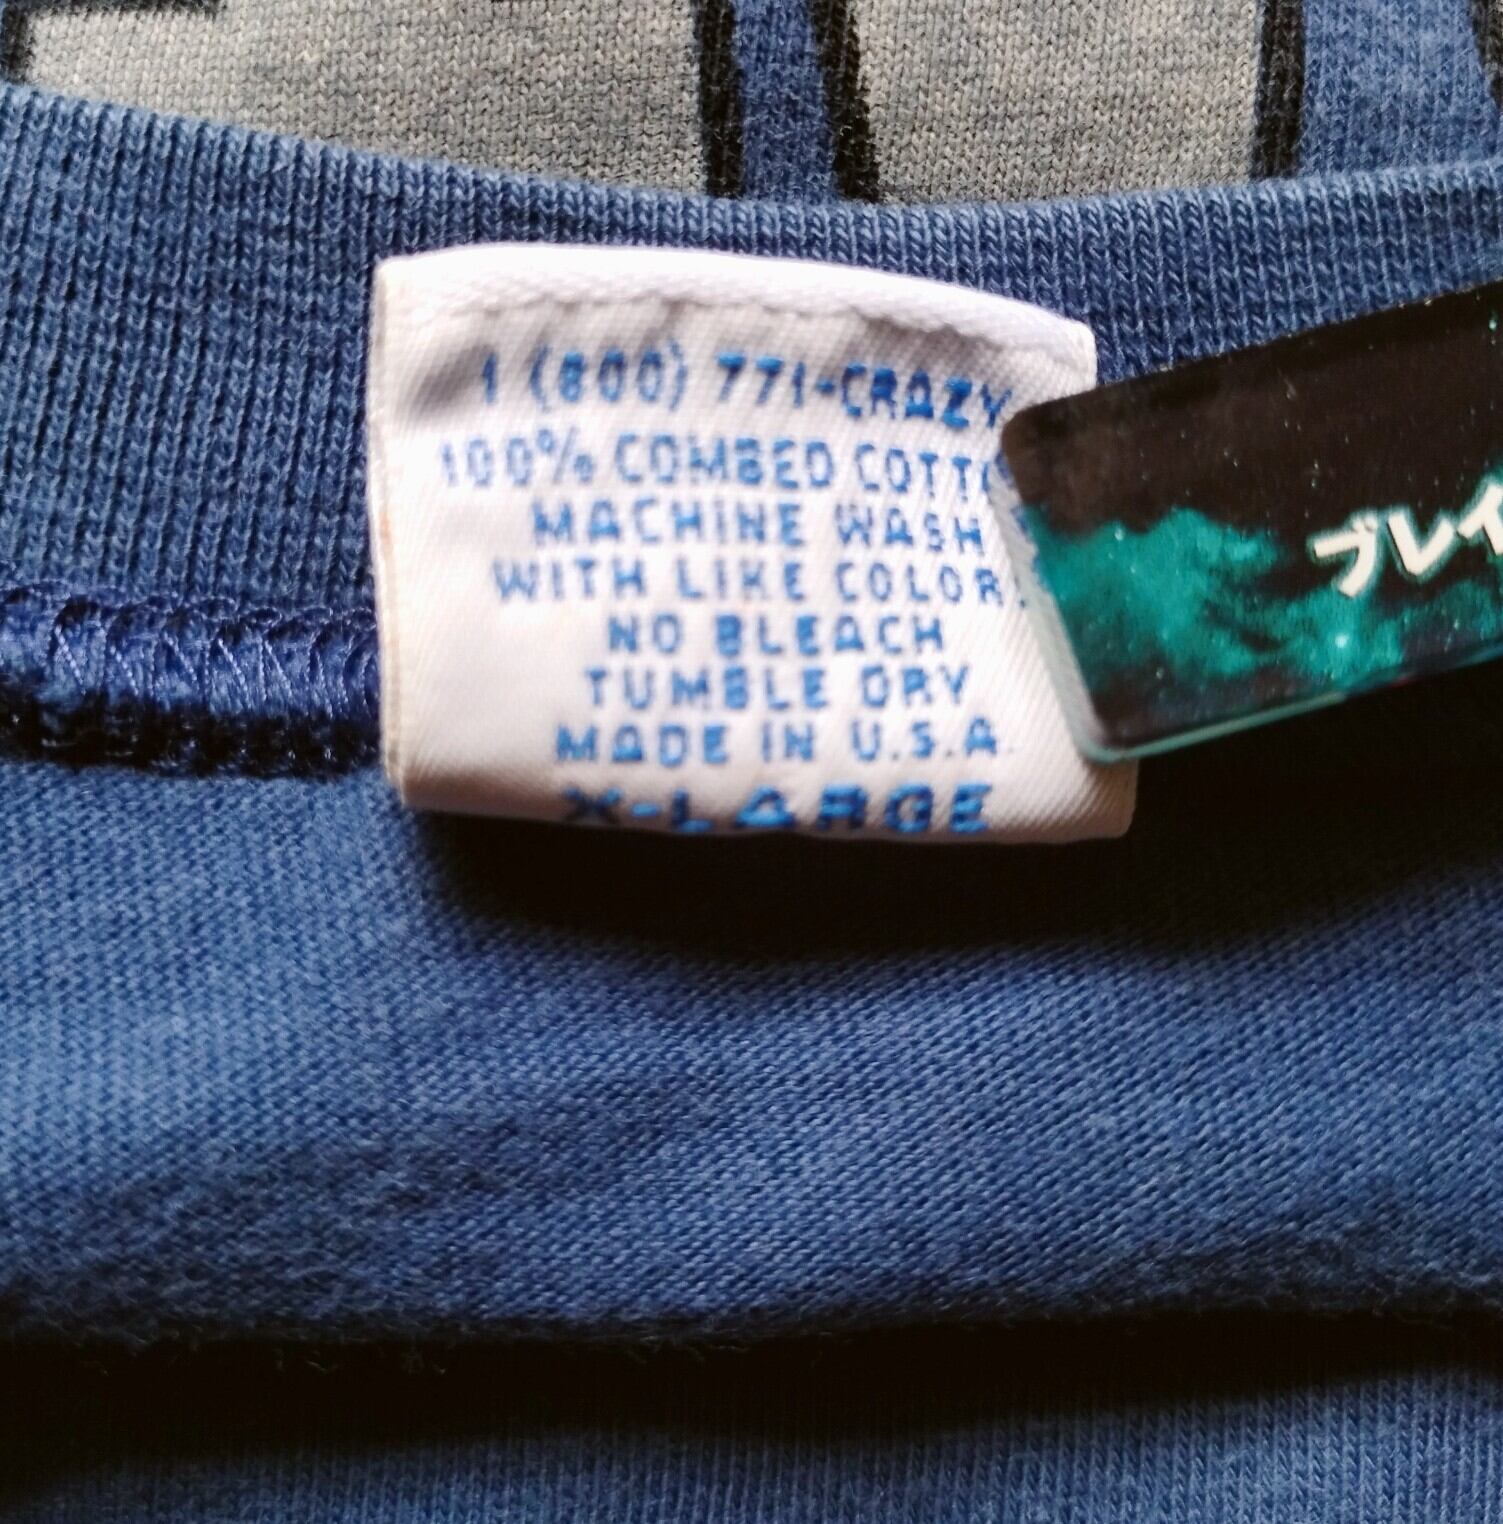 1 (800) 771-CRAZY
100% COMBED COTTO
MACHINE WASH
WITH LIKE COLOR.
NO BLEACH
TUMBLE DRY
MADE IN U.S.A.
X-LARGE
ブレイ